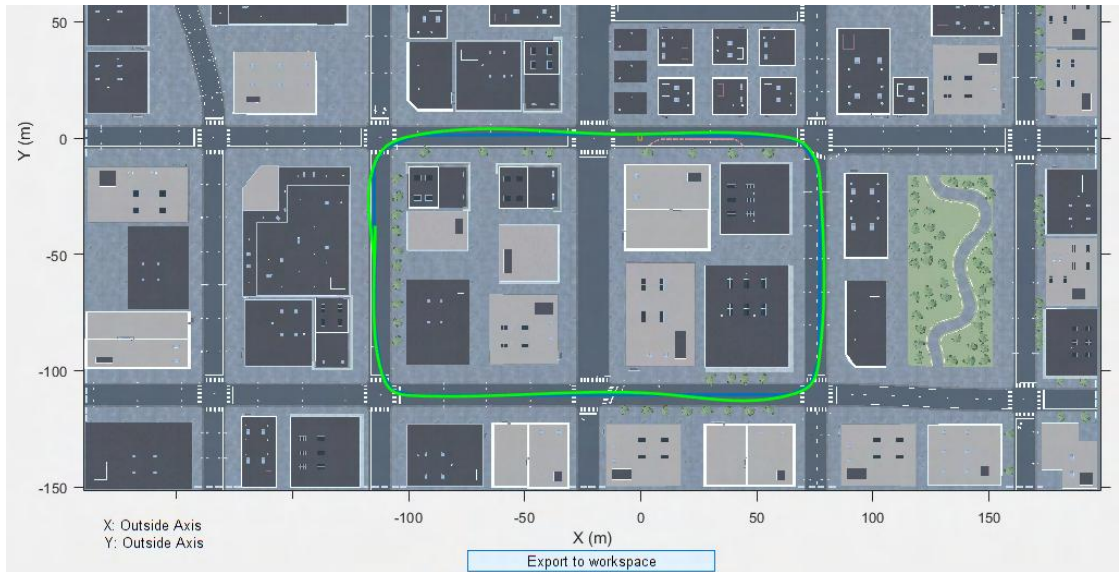 50
0
-50
-100
-150
Y (m)
-100 -50 0 50 100 150
X (m)
X: Outside Axis
Y: Outside Axis
Export to workspace